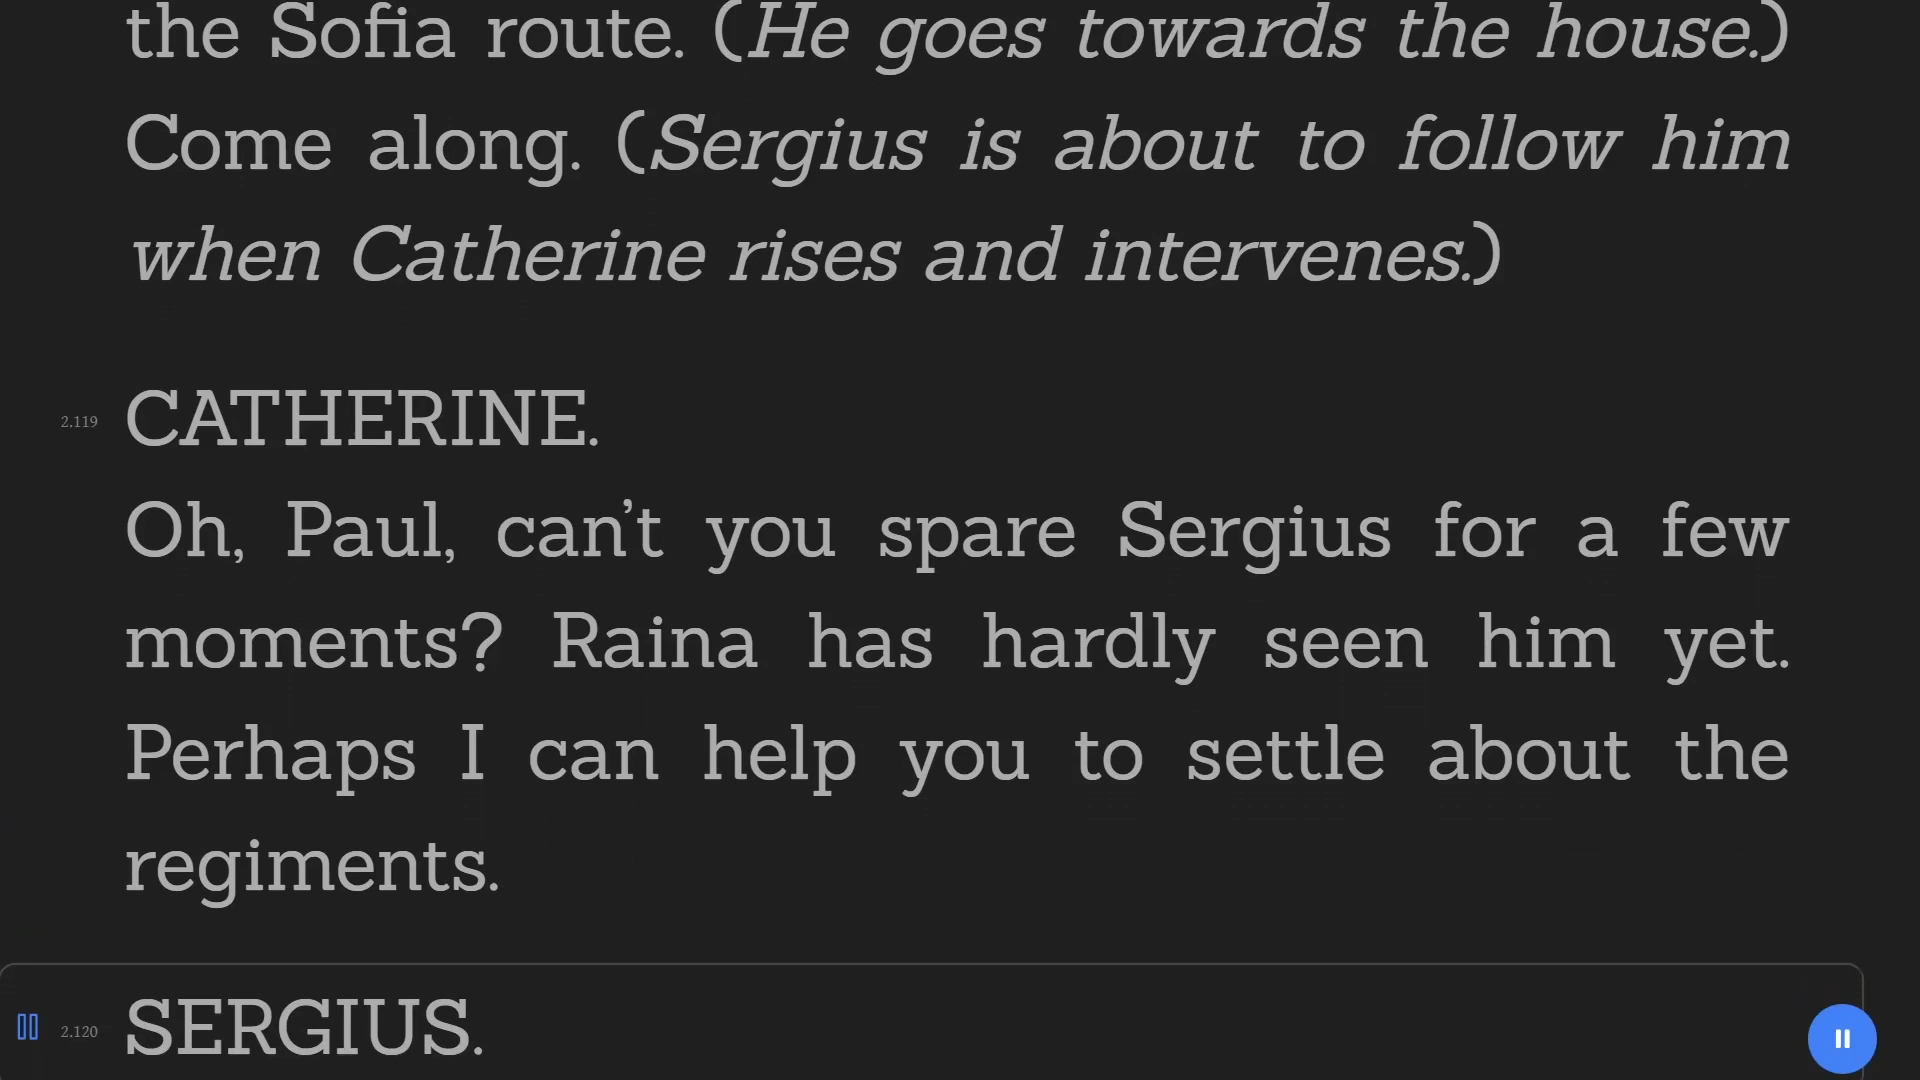 the Sofia route. (He goes towards the house.)
Come along. (Sergius is about to follow him
when Catherine rises and intervenes.)
2.119 CATHERINE.
Oh, Paul, can’t you spare Sergius for a few
moments? Raina has hardly seen him yet.
Perhaps I can help you to settle about the
regiments.
2.120 SERGIUS.